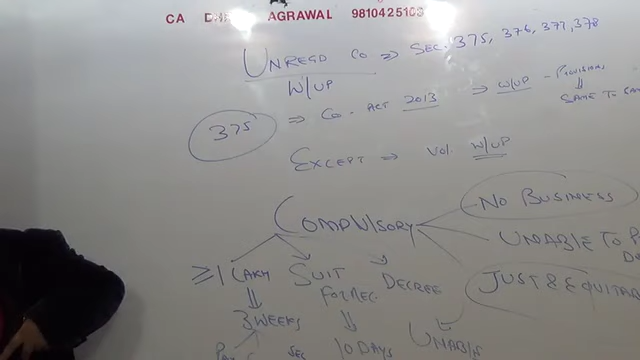 CA AGRAWAL 9810425103
UNREGD CO ⇒ SEC. 375, 376, 377, 378
W/UP
375 ⇒ CO. ACT 2013 ⇒ W/UP - PROVISIONS
⇓
SAME TO
EXCEPT ⇒ VOL. W/UP
COMPULSORY
NO BUSINESS
UNABLE TO
JUST & EQUITAB
≥ 1 LAKH SUIT DECREE
FOR REC.
⇓
3 WEEKS ⇓ UNABLE
SEC 10 DAYS